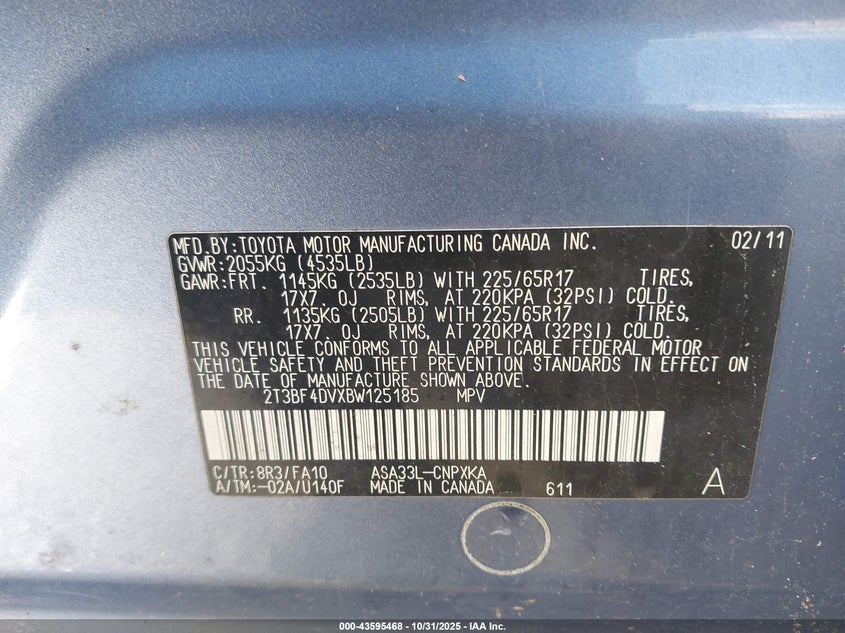 MFD.BY:TOYOTA MOTOR MANUFACTURING CANADA INC. 02/11
GVWR:2055KG (4535LB)
GAWR:FRT. 1145KG (2535LB) WITH 225/65R17 TIRES,
17X7. 0J RIMS, AT 220KPA (32PSI) COLD.
RR. 1135KG (2505LB) WITH 225/65R17 TIRES,
17X7. 0J RIMS, AT 220KPA (32PSI) COLD.
THIS VEHICLE CONFORMS TO ALL APPLICABLE FEDERAL MOTOR
VEHICLE SAFETY AND THEFT PREVENTION STANDARDS IN EFFECT ON
THE DATE OF MANUFACTURE SHOWN ABOVE.
2T3BF4DVXBW125185 MPV
C/TR:8R3/FA10 ASA33L-CNPXKA
A/TM:-02A/U140F MADE IN CANADA 611 A
000-43595468 - 10/31/2025 - IAA Inc.